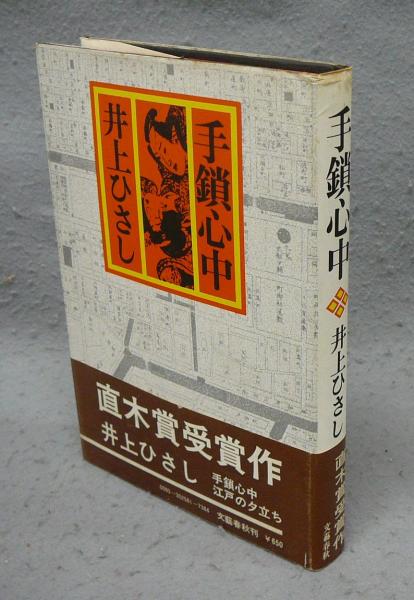 手鎖心中
井上ひさし
直木賞受賞作
井上ひさし
手鎖心中
江戸の夕立ち
文藝春秋刊 ¥650
手鎖心中
井上ひさし
直木賞受賞作
文藝春秋